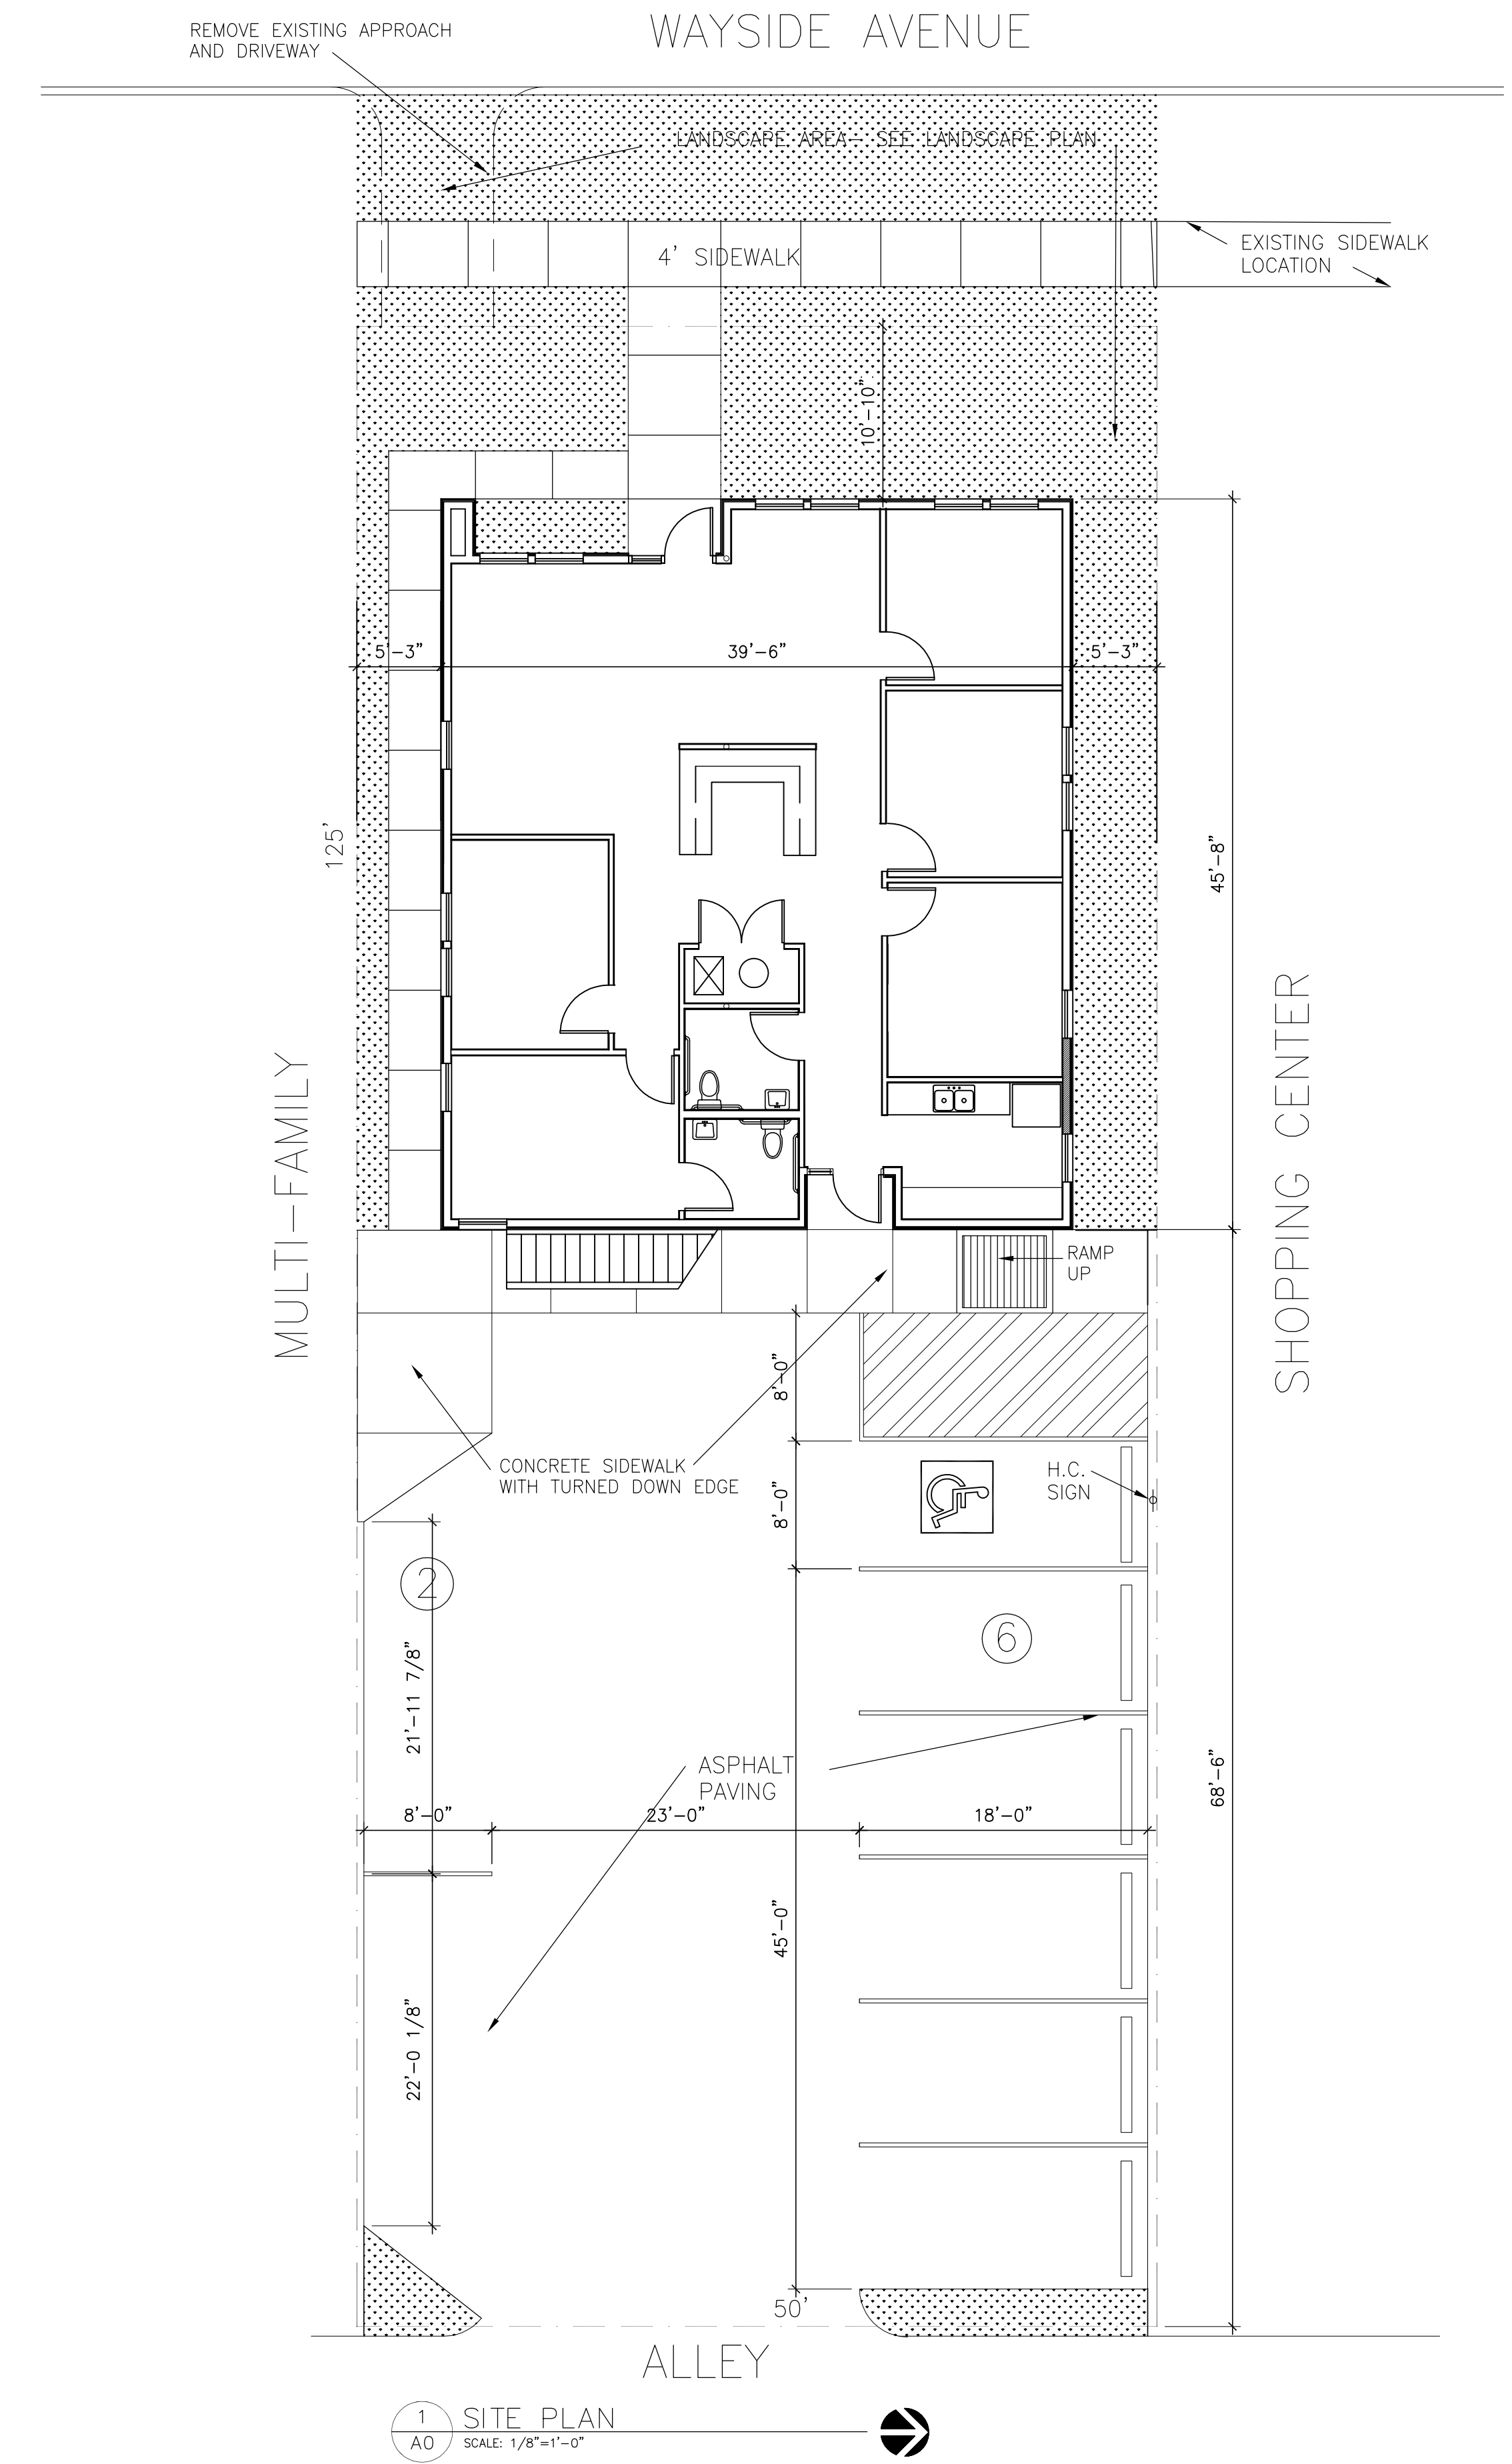 WAYSIDE AVENUE
REMOVE EXISTING APPROACH
AND DRIVEWAY
LANDSCAPE AREA- SEE LANDSCAPE PLAN
4' SIDEWALK
EXISTING SIDEWALK
LOCATION
10'-10"
5'-3"
39'-6"
5'-3"
125'
45'-8"
MULTI-FAMILY
SHOPPING CENTER
RAMP
UP
8'-0"
CONCRETE SIDEWALK
WITH TURNED DOWN EDGE
H.C.
SIGN
8'-0"
2
6
21'-11 7/8"
ASPHALT
PAVING
68'-6"
8'-0"
23'-0"
18'-0"
45'-0"
22'-0 1/8"
50'
ALLEY
1
A0
SITE PLAN
SCALE: 1/8"=1'-0"